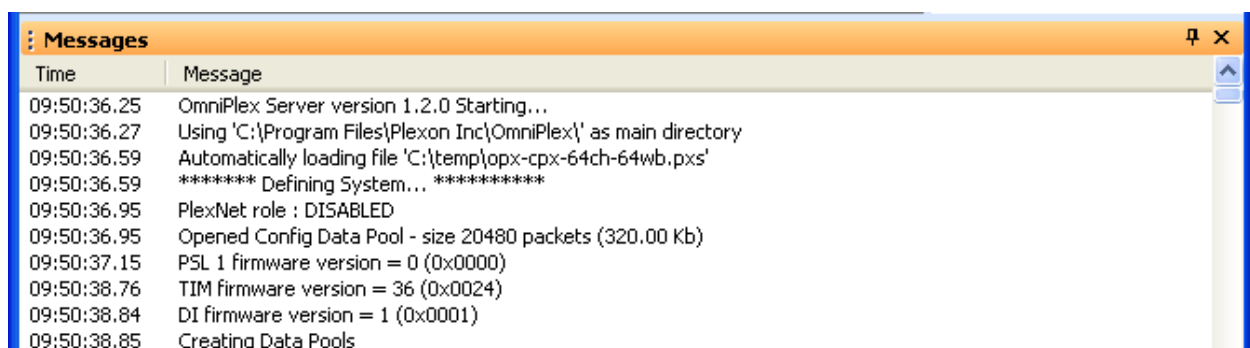 Messages
Time Message
09:50:36.25 OmniPlex Server version 1.2.0 Starting...
09:50:36.27 Using 'C:\Program Files\Plexon Inc\OmniPlex\' as main directory
09:50:36.59 Automatically loading file 'C:\temp\opx-cpx-64ch-64wb.pxs'
09:50:36.59 ******* Defining System... **********
09:50:36.95 PlexNet role : DISABLED
09:50:36.95 Opened Config Data Pool - size 20480 packets (320.00 Kb)
09:50:37.15 PSL 1 firmware version = 0 (0x0000)
09:50:38.76 TIM firmware version = 36 (0x0024)
09:50:38.84 DI firmware version = 1 (0x0001)
09:50:38.85 Creating Data Pools